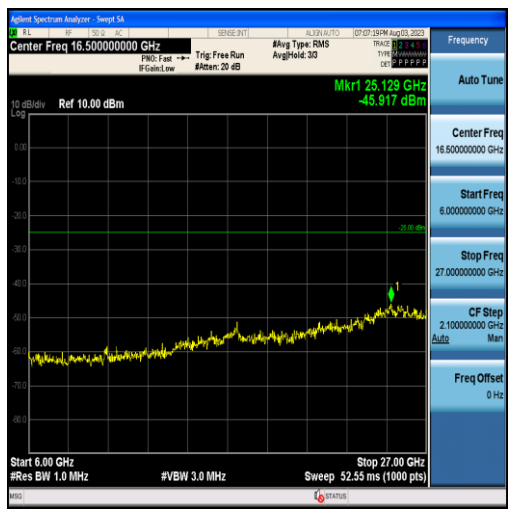 Agilent Spectrum Analyzer - Swept SA
RL RF 50 Ω AC SENSE:INT ALIGN AUTO 07:07:19 PM Aug 03, 2023
Center Freq 16.500000000 GHz
PNO: Fast
IFGain:Low
Trig: Free Run
#Atten: 20 dB
#Avg Type: RMS
Avg|Hold: 3/3
TRACE 1 2 3 4 5 6
TYPE
DET P P P P P P
Mkr1 25.129 GHz
-45.917 dBm
10 dB/div Ref 10.00 dBm
Log
0.00
-10.0
-20.0
-25.00 dBm
-30.0
-40.0
1
-50.0
-60.0
-70.0
-80.0
Start 6.00 GHz Stop 27.00 GHz
#Res BW 1.0 MHz #VBW 3.0 MHz Sweep 52.55 ms (1000 pts)
MSG STATUS
Frequency
Auto Tune
Center Freq
16.500000000 GHz
Start Freq
6.000000000 GHz
Stop Freq
27.000000000 GHz
CF Step
2.100000000 GHz
Auto Man
Freq Offset
0 Hz